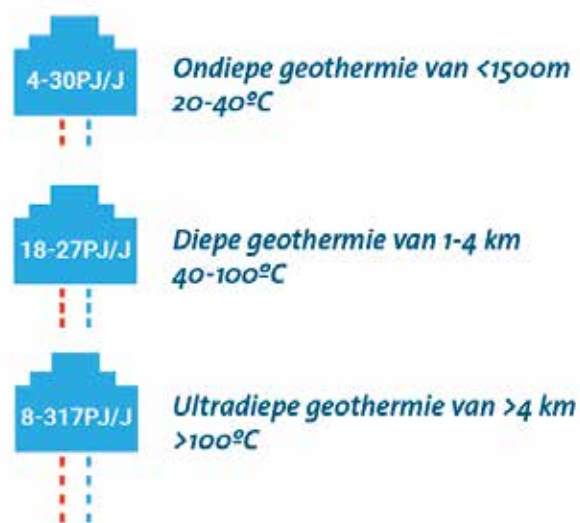 4-30PJ/J
Ondiepe geothermie van <1500m
20-40ºC
18-27PJ/J
Diepe geothermie van 1-4 km
40-100ºC
8-317PJ/J
Ultradiepe geothermie van >4 km
>100ºC